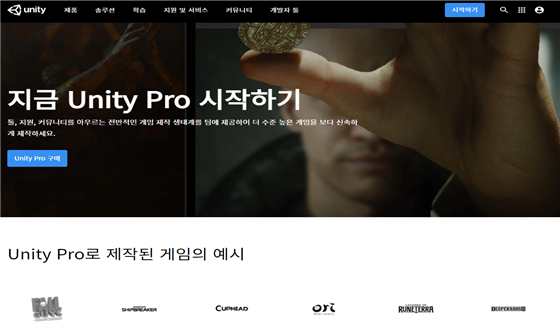 unity 제품 솔루션 학습 지원 및 서비스 커뮤니티 개발자 툴 시작하기
지금 Unity Pro 시작하기
툴, 지원, 커뮤니티를 아우르는 전반적인 게임 제작 생태계를 팀에 제공하여 더 수준 높은 게임을 보다 신속하
게 제작하세요.
Unity Pro 구매
Unity Pro로 제작된 게임의 예시
SHIPBREAKER CUPHEAD ori RUNETERRA DESPERADOS